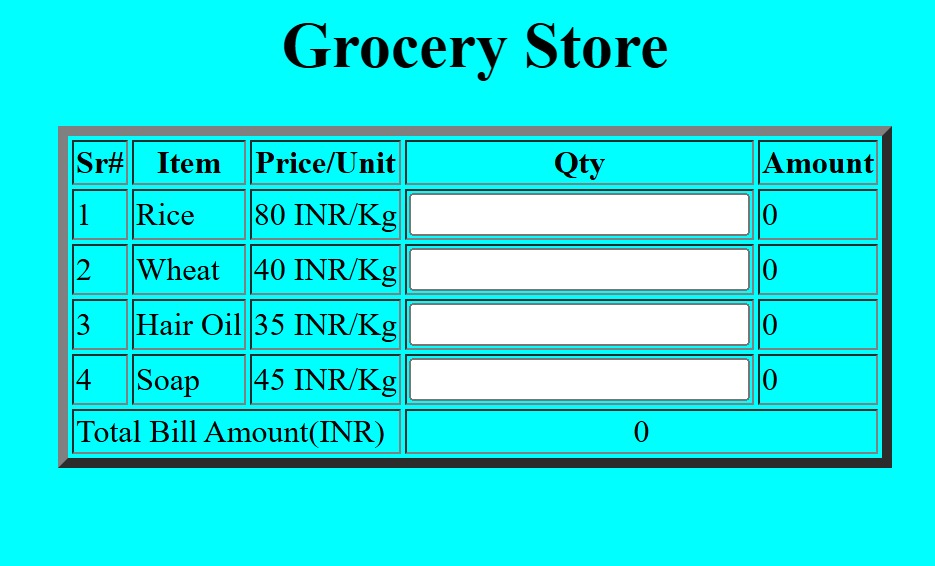 Grocery Store
Sr# Item Price/Unit Qty Amount
1 Rice 80 INR/Kg 0
2 Wheat 40 INR/Kg 0
3 Hair Oil 35 INR/Kg 0
4 Soap 45 INR/Kg 0
Total Bill Amount(INR) 0